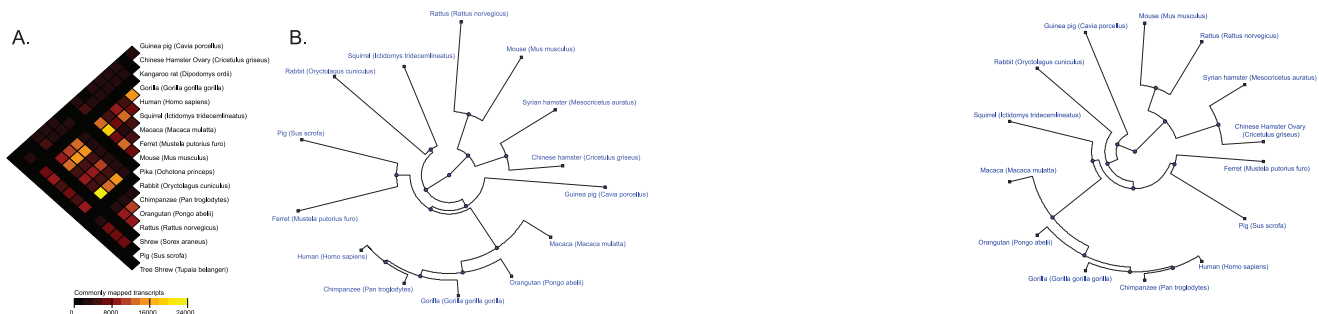 A.
Guinea pig (Cavia porcellus)
Chinese Hamster Ovary (Cricetulus griseus)
Kangaroo rat (Dipodomys ordii)
Gorilla (Gorilla gorilla gorilla)
Human (Homo sapiens)
Squirrel (Ictidomys tridecemlineatus)
Macaca (Macaca mulatta)
Ferret (Mustela putorius furo)
Mouse (Mus musculus)
Pika (Ochotona princeps)
Rabbit (Oryctolagus cuniculus)
Chimpanzee (Pan troglodytes)
Orangutan (Pongo abelii)
Rattus (Rattus norvegicus)
Shrew (Sorex araneus)
Pig (Sus scrofa)
Tree Shrew (Tupaia belangeri)
Commonly mapped transcripts
0 8000 16000 24000
B.
Rattus (Rattus norvegicus)
Mouse (Mus musculus)
Squirrel (Ictidomys tridecemlineatus)
Rabbit (Oryctolagus cuniculus)
Syrian hamster (Mesocricetus auratus)
Pig (Sus scrofa)
Chinese hamster (Cricetulus griseus)
Guinea pig (Cavia porcellus)
Ferret (Mustela putorius furo)
Macaca (Macaca mulatta)
Human (Homo sapiens)
Orangutan (Pongo abelii)
Chimpanzee (Pan troglodytes)
Gorilla (Gorilla gorilla gorilla)
Mouse (Mus musculus)
Guinea pig (Cavia porcellus)
Rattus (Rattus norvegicus)
Rabbit (Oryctolagus cuniculus)
Syrian hamster (Mesocricetus auratus)
Squirrel (Ictidomys tridecemlineatus)
Chinese Hamster Ovary (Cricetulus griseus)
Macaca (Macaca mulatta)
Ferret (Mustela putorius furo)
Pig (Sus scrofa)
Orangutan (Pongo abelii)
Human (Homo sapiens)
Gorilla (Gorilla gorilla gorilla)
Chimpanzee (Pan troglodytes)